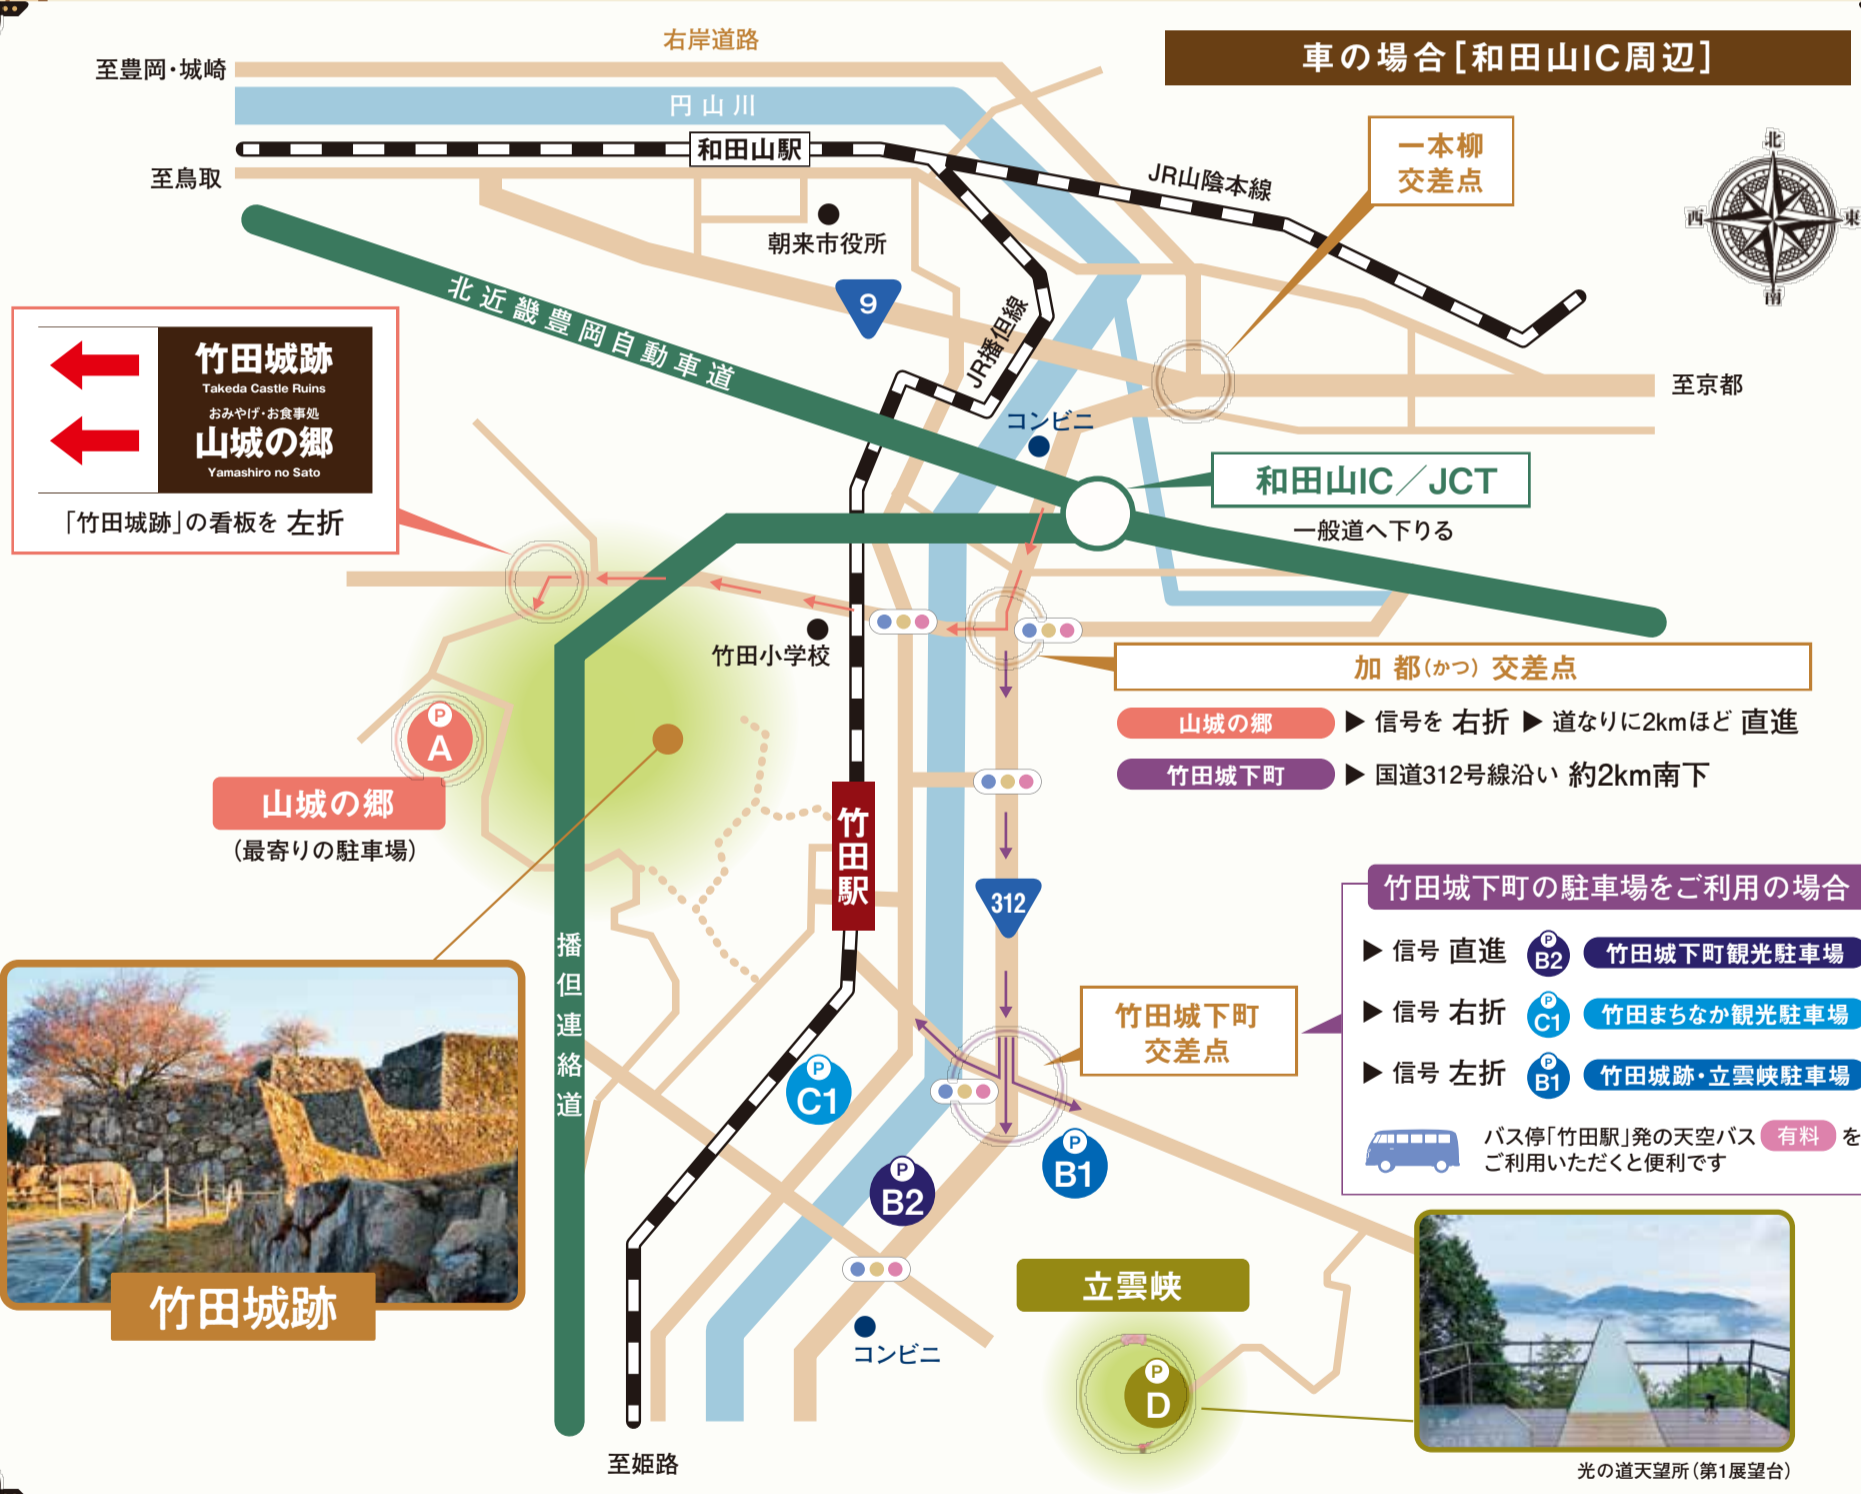 右岸道路
車の場合[和田山IC周辺]
至豊岡・城崎
円山川
和田山駅
至鳥取
一本柳
交差点
JR山陰本線
北
西
東
南
朝来市役所
9
北近畿豊岡自動車道
JR播但線
竹田城跡
Takeda Castle Ruins
おみやげ・お食事処
山城の郷
Yamashiro no Sato
「竹田城跡」の看板を 左折
至京都
コンビニ
和田山IC／JCT
一般道へ下りる
竹田小学校
加都(かつ)交差点
山城の郷 ▶ 信号を 右折 ▶ 道なりに2kmほど 直進
竹田城下町 ▶ 国道312号線沿い 約2km南下
P
A
山城の郷
(最寄りの駐車場)
竹田駅
312
竹田城下町の駐車場をご利用の場合
▶ 信号 直進 P B2 竹田城下町観光駐車場
▶ 信号 右折 P C1 竹田まちなか観光駐車場
▶ 信号 左折 P B1 竹田城跡・立雲峡駐車場
バス停「竹田駅」発の天空バス 有料 を
ご利用いただくと便利です
播但連絡道
竹田城下町
交差点
P
C1
P
B1
P
B2
竹田城跡
立雲峡
コンビニ
P
D
至姫路
光の道天望所(第1展望台)